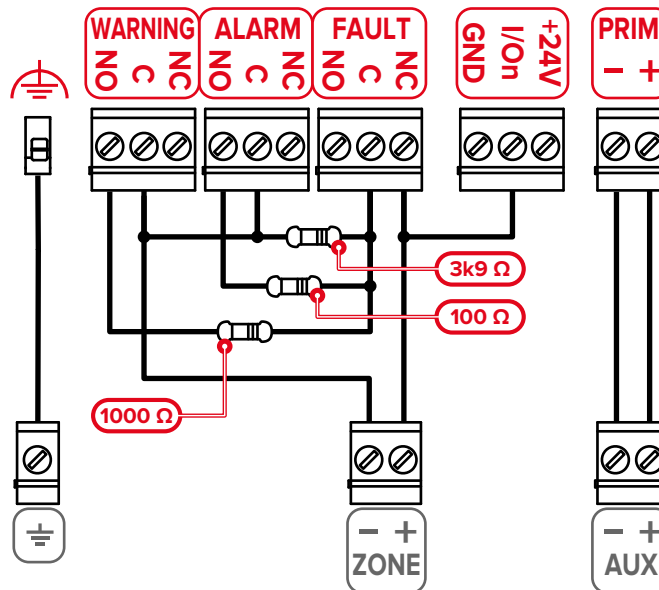 WARNING
NO C NC
ALARM
NO C NC
FAULT
NO C NC
GND I/On +24V
PRIM
− +
3k9 Ω
100 Ω
1000 Ω
− +
ZONE
− +
AUX